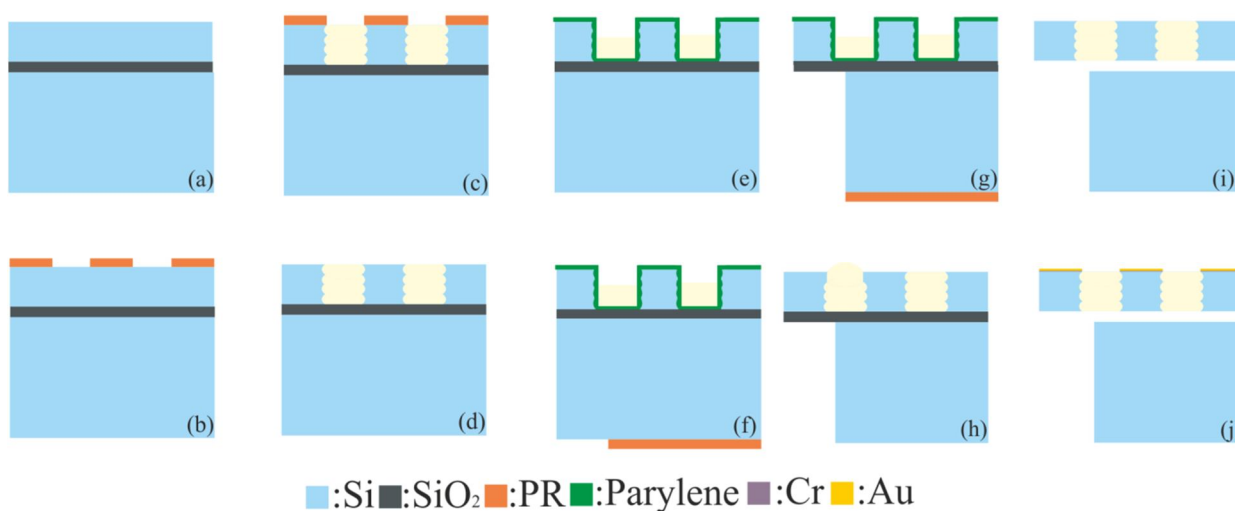 (a)
(c)
(e)
(g)
(i)
(b)
(d)
(f)
(h)
(j)
:Si :SiO₂ :PR :Parylene :Cr :Au